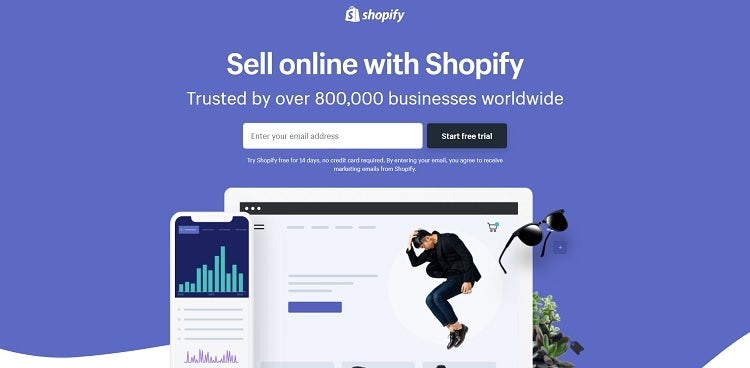 shopify
Sell online with Shopify
Trusted by over 800,000 businesses worldwide
Enter your email address
Start free trial
Try Shopify free for 14 days, no credit card required. By entering your email, you agree to receive
marketing emails from Shopify.